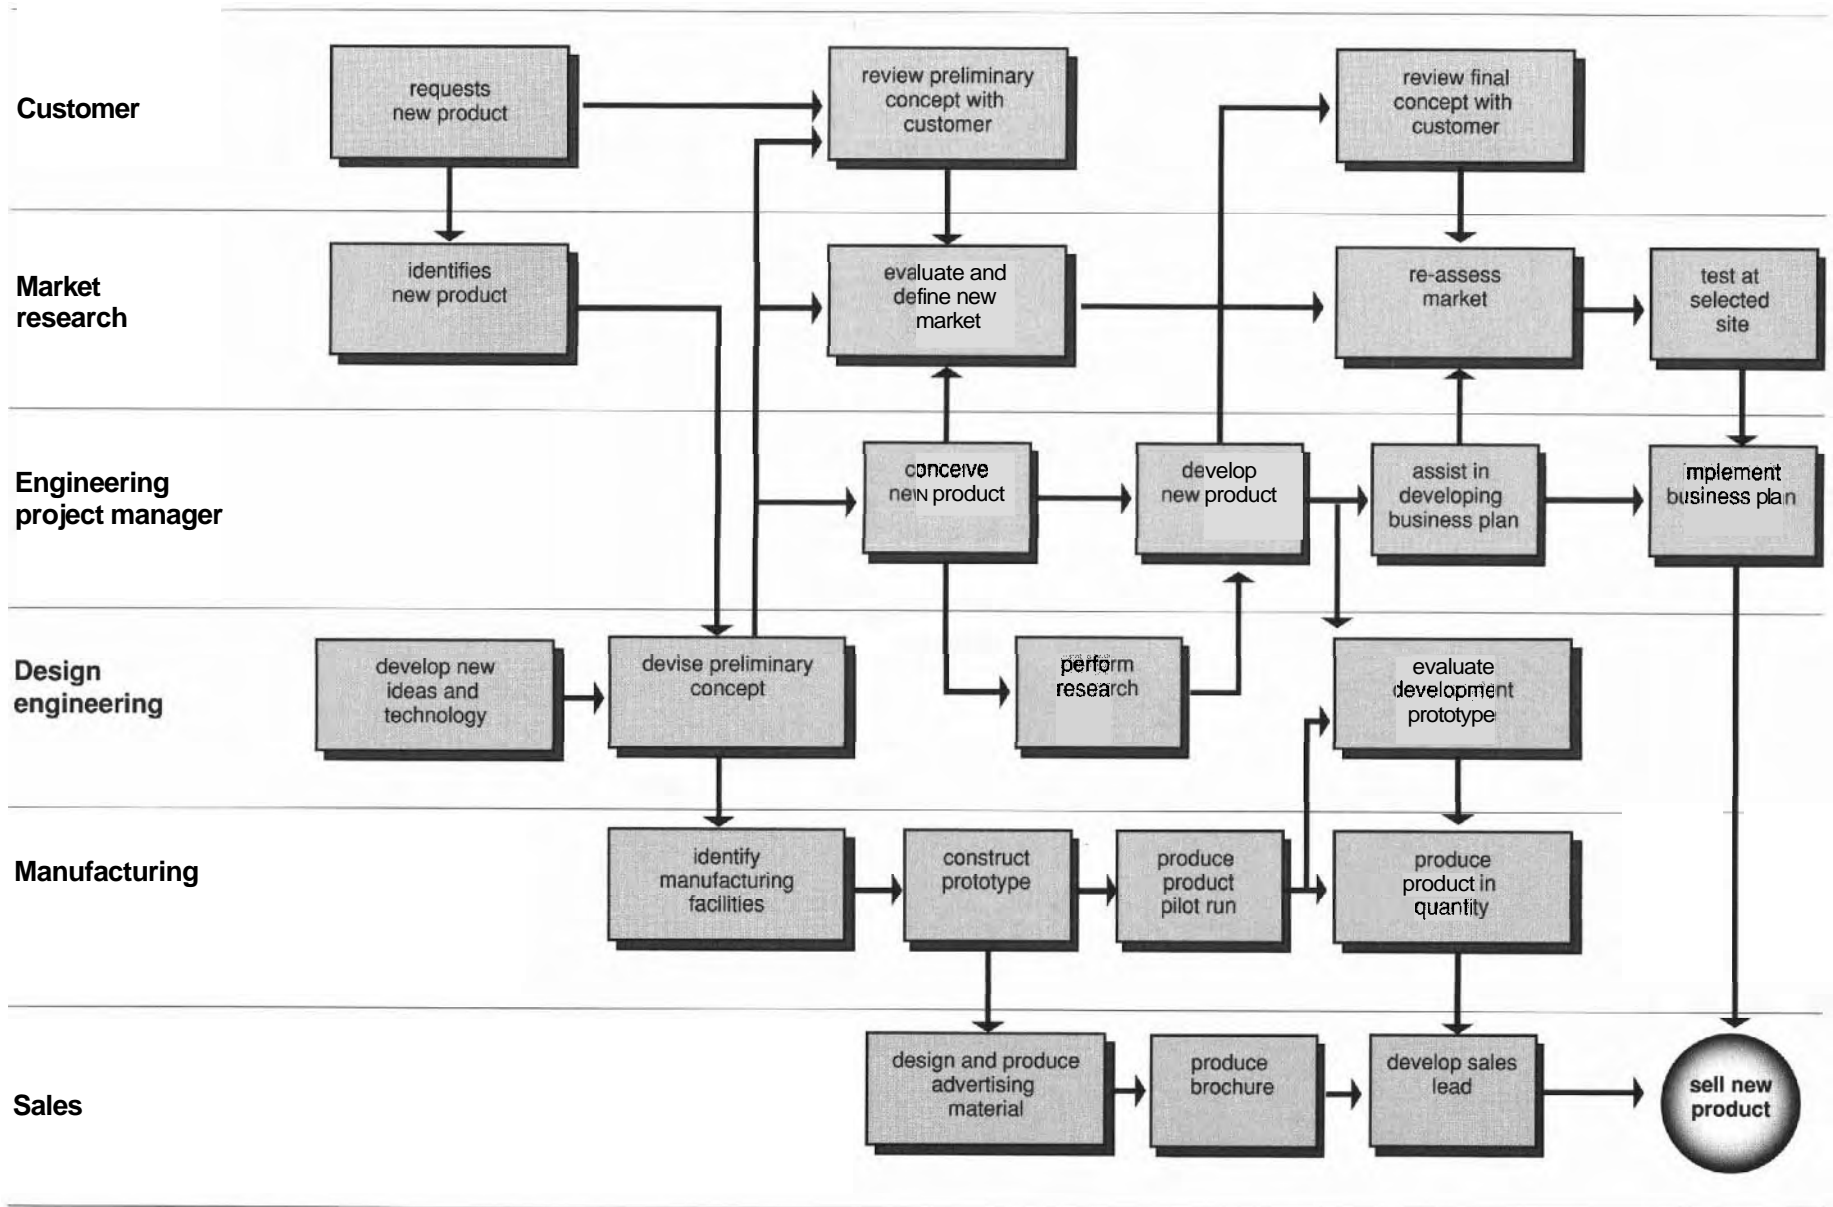 Customer
requests
new product
review preliminary
concept with
customer
review final
concept with
customer
Market
research
identifies
new product
evaluate and
define new
market
re-assess
market
test at
selected
site
Engineering
project manager
conceive
new product
develop
new product
assist in
developing
business plan
implement
business plan
Design
engineering
develop new
ideas and
technology
devise preliminary
concept
perform
research
evaluate
development
prototype
Manufacturing
identify
manufacturing
facilities
construct
prototype
produce
product
pilot run
produce
product in
quantity
Sales
design and produce
advertising
material
produce
brochure
develop sales
lead
sell new
product